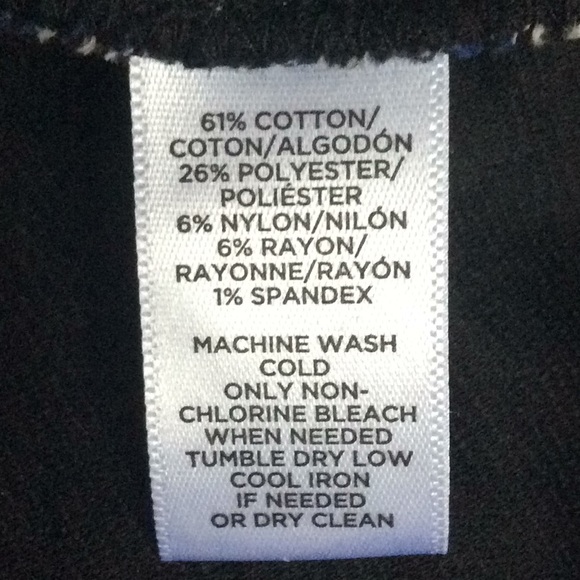 61% COTTON/
COTON/ALGODÓN
26% POLYESTER/
POLIÉSTER
6% NYLON/NILÓN
6% RAYON/
RAYONNE/RAYÓN
1% SPANDEX
MACHINE WASH
COLD
ONLY NON-
CHLORINE BLEACH
WHEN NEEDED
TUMBLE DRY LOW
COOL IRON
IF NEEDED
OR DRY CLEAN